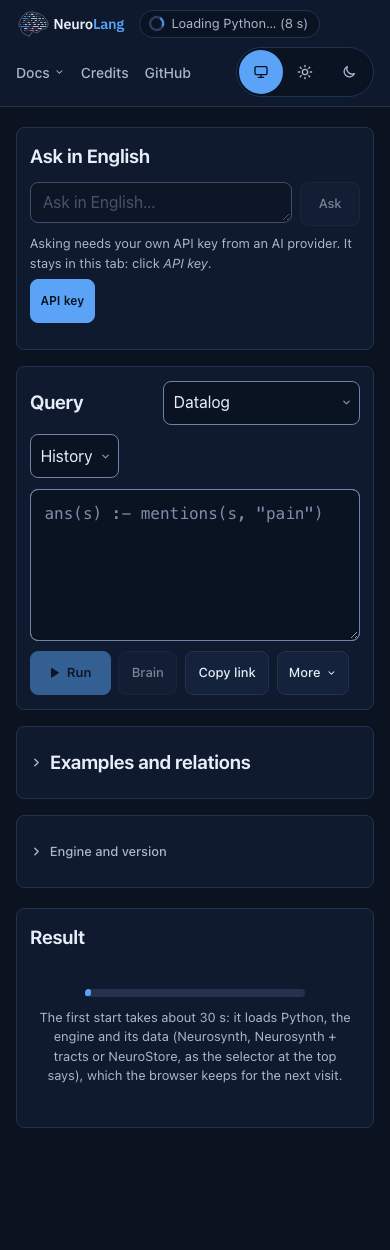 NeuroLang
Loading Python... (8 s)
Docs
Credits
GitHub
Ask in English
Ask in English...
Ask
Asking needs your own API key from an AI provider. It
stays in this tab: click API key.
API key
Query
Datalog
History
ans(s) :- mentions(s, "pain")
Run
Brain
Copy link
More
Examples and relations
Engine and version
Result
The first start takes about 30 s: it loads Python, the
engine and its data (Neurosynth, Neurosynth +
tracts or NeuroStore, as the selector at the top
says), which the browser keeps for the next visit.